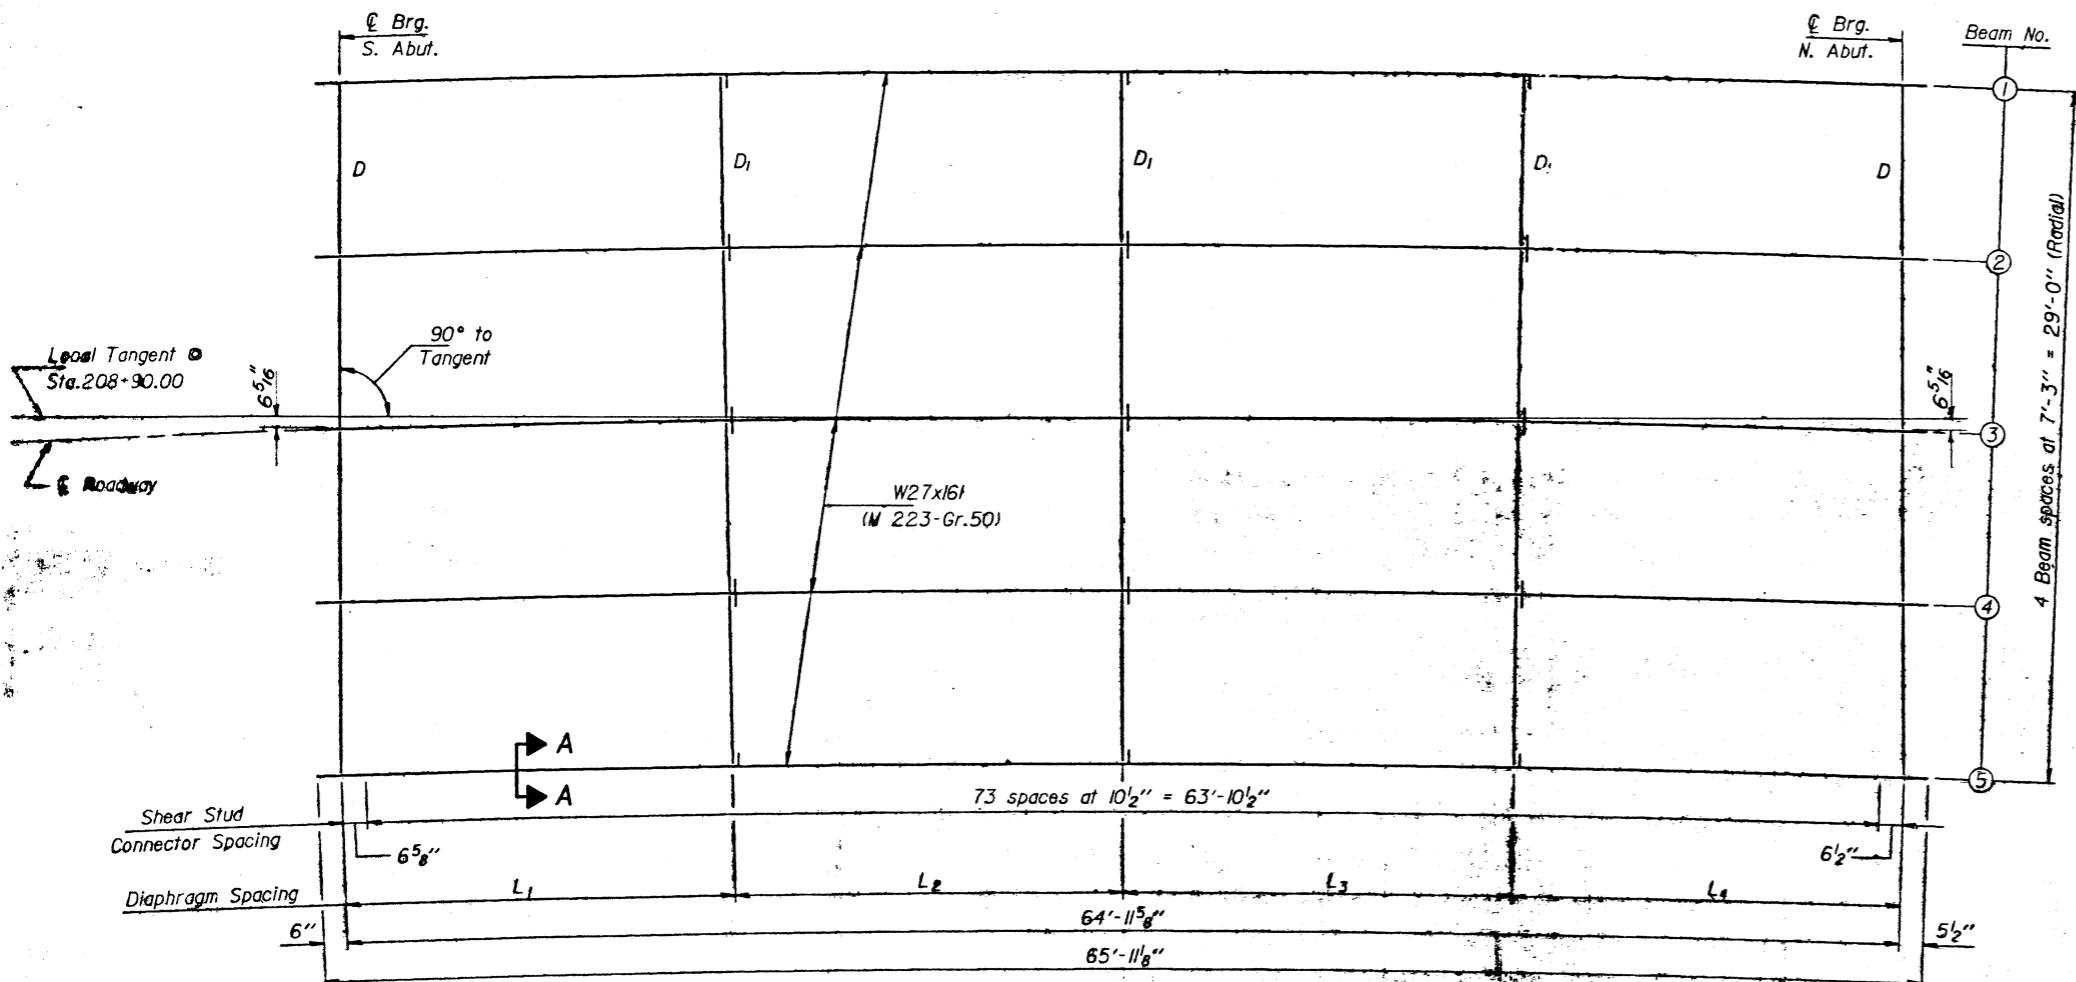 ℄ Brg.
S. Abut.
℄ Brg.
N. Abut.
Beam No.
1
D
D1
D1
D1
D
2
90° to
Tangent
Local Tangent @
Sta.208+90.00
6 5/16"
6 5/16"
3
℄ Roadway
W27x161
(M 223-Gr.50)
4 Beam spaces at 7'-3" = 29'-0" (Radial)
4
A
A
5
73 spaces at 10 1/2" = 63'-10 1/2"
Shear Stud
Connector Spacing
6 5/8"
6 1/2"
Diaphragm Spacing
L1
L2
L3
L4
64'-11 5/8"
6"
5 1/2"
65'-11 1/8"